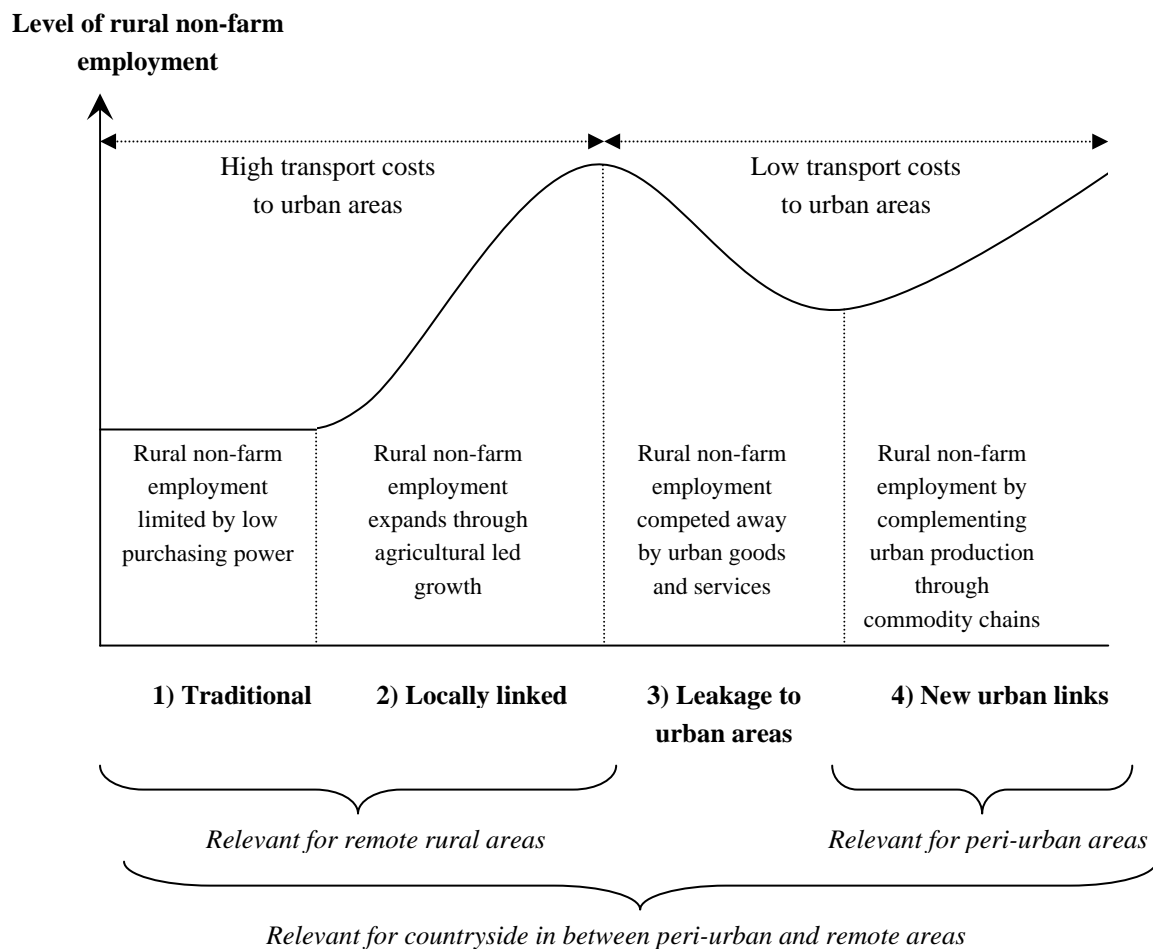 Level of rural non-farm
employment
High transport costs
to urban areas
Low transport costs
to urban areas
Rural non-farm
employment
limited by low
purchasing power
Rural non-farm
employment
expands through
agricultural led
growth
Rural non-farm
employment
competed away
by urban goods
and services
Rural non-farm
employment by
complementing
urban production
through
commodity chains
1) Traditional
2) Locally linked
3) Leakage to
urban areas
4) New urban links
Relevant for remote rural areas
Relevant for peri-urban areas
Relevant for countryside in between peri-urban and remote areas